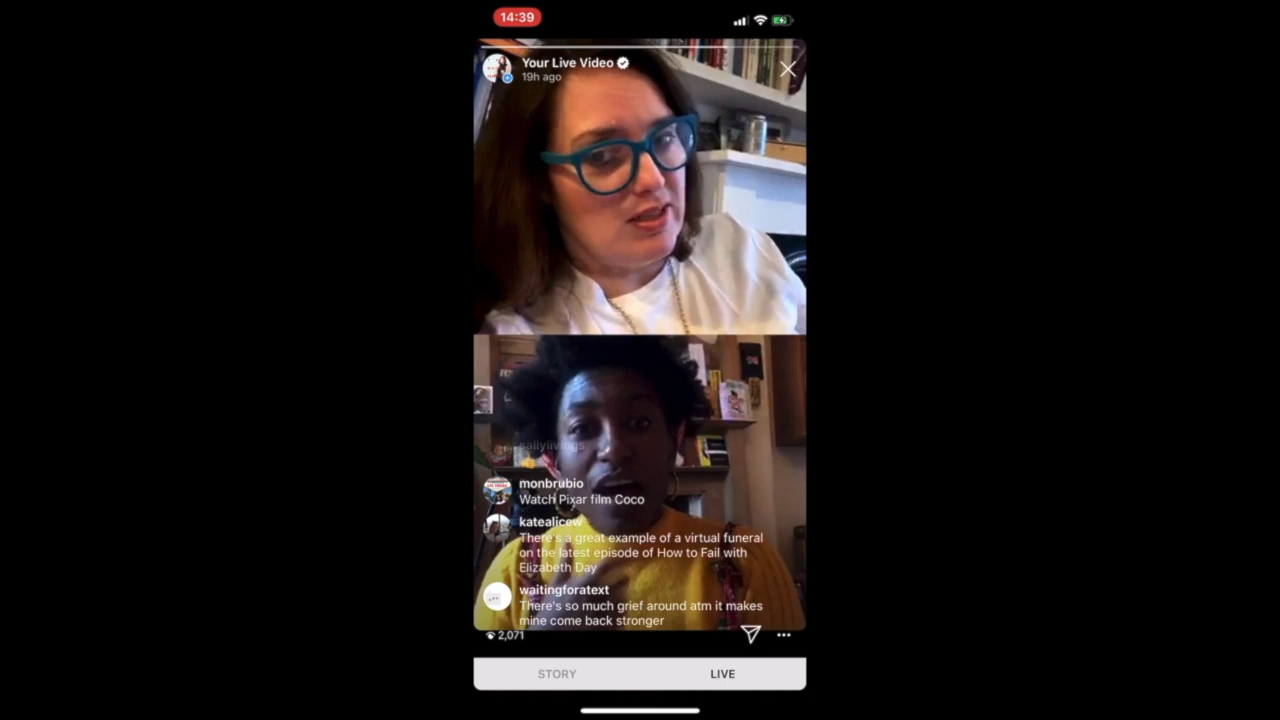 14:39
Your Live Video
19h ago
sallylivings
monbrubio
Watch Pixar film Coco
katealicew
There's a great example of a virtual funeral
on the latest episode of How to Fail with
Elizabeth Day
waitingforatext
There's so much grief around atm it makes
mine come back stronger
2,071
STORY
LIVE